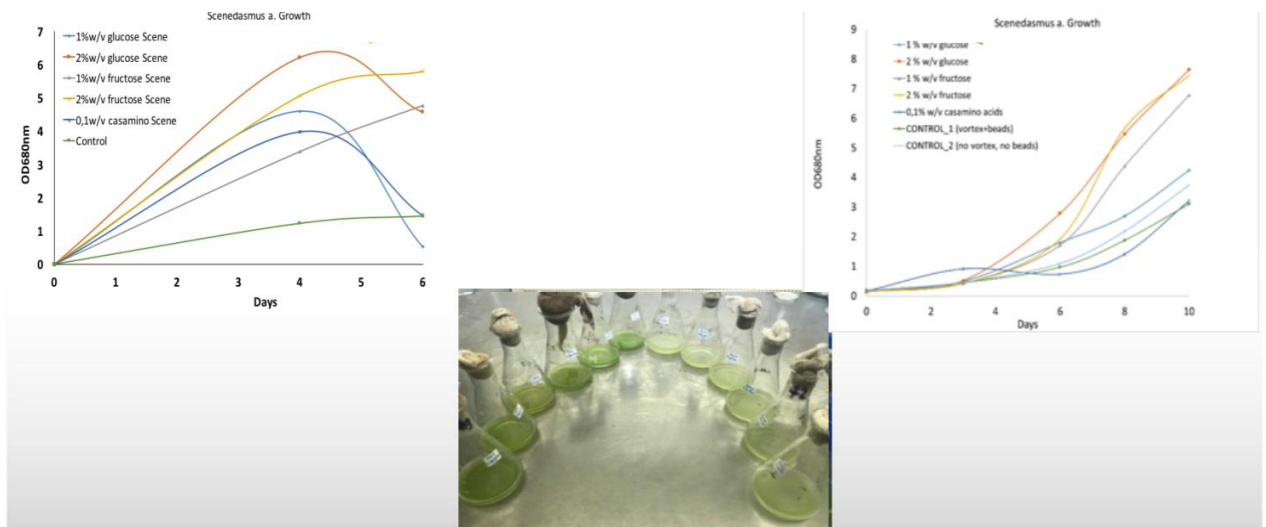 Scenedasmus a. Growth
7
6
5
4
3
2
1
0
OD680nm
1%w/v glucose Scene
2%w/v glucose Scene
1%w/v fructose Scene
2%w/v fructose Scene
0,1w/v casamino Scene
Control
0 1 2 3 4 5 6
Days
Scenedasmus a. Growth
9
8
7
6
5
4
3
2
1
0
OD680nm
1 % w/v glucose
2 % w/v glucose
1 % w/v fructose
2 % w/v fructose
0,1% w/v casamino acids
CONTROL_1 (vortex+beads)
CONTROL_2 (no vortex, no beads)
0 2 4 6 8 10
Days